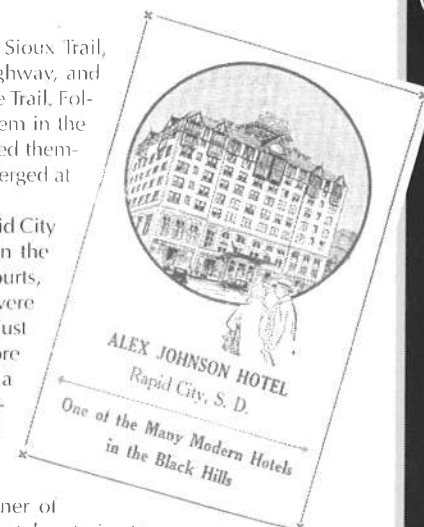 Sioux Trail,
ghway, and
e Trail. Fol-
em in the
ed them-
erged at
id City
n the
ourts,
vere
ust
ore
a
ner of
ALEX JOHNSON HOTEL
Rapid City, S. D.
One of the Many Modern Hotels
in the Black Hills